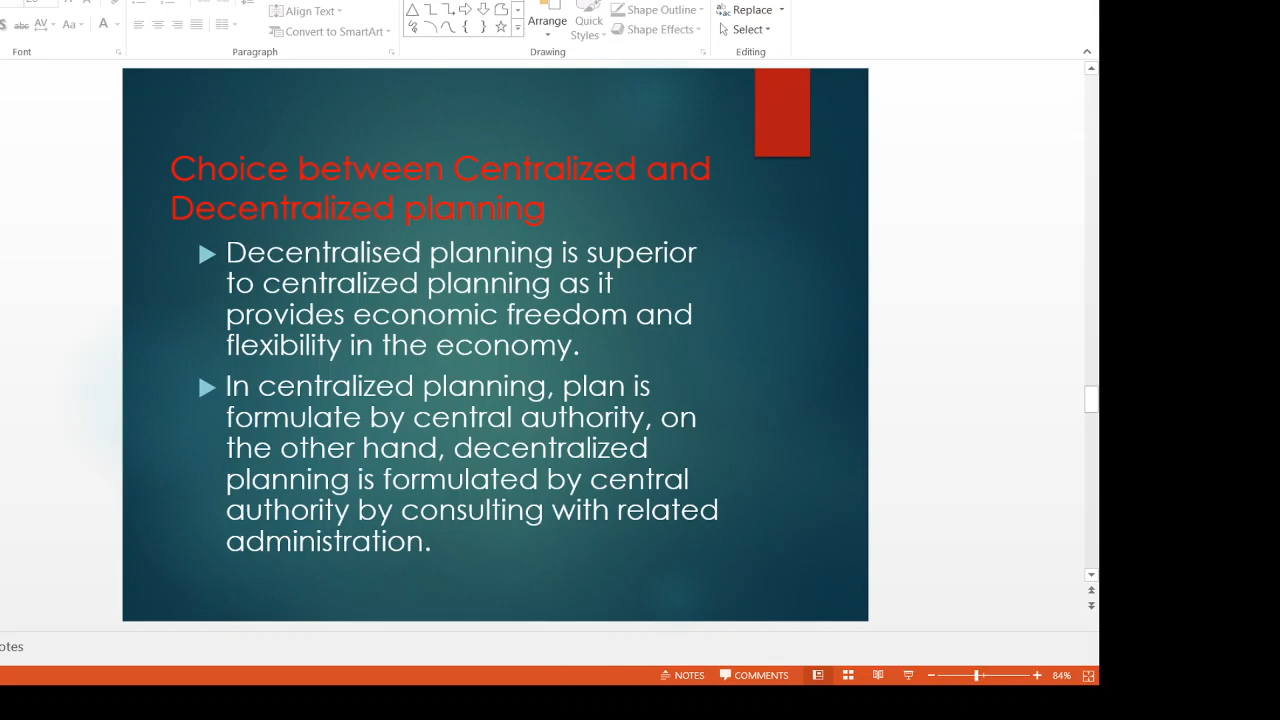 Align Text
Convert to SmartArt
abc AV Aa A
Arrange
Quick
Styles
Shape Outline
Shape Effects
Replace
Select
Font
Paragraph
Drawing
Editing
Choice between Centralized and
Decentralized planning
Decentralised planning is superior
to centralized planning as it
provides economic freedom and
flexibility in the economy.
In centralized planning, plan is
formulate by central authority, on
the other hand, decentralized
planning is formulated by central
authority by consulting with related
administration.
otes
NOTES
COMMENTS
84%